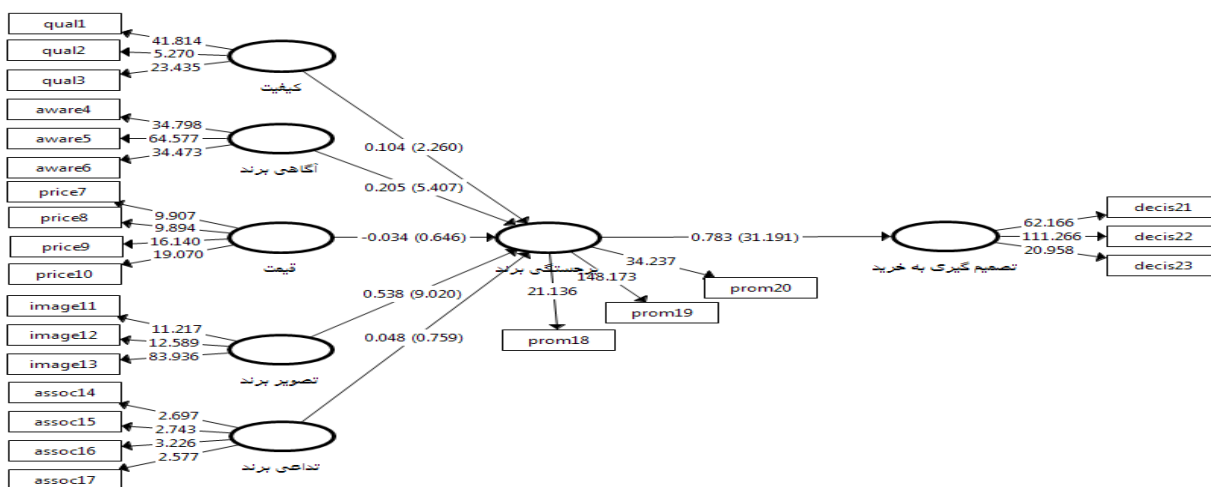 qual1
qual2
qual3
41.814
5.270
23.435
کیفیت
aware4
aware5
aware6
34.798
64.577
34.473
آگاهی برند
price7
price8
price9
price10
9.907
9.894
16.140
19.070
قیمت
image11
image12
image13
11.217
12.589
83.936
تصویر برند
assoc14
assoc15
assoc16
assoc17
2.697
2.743
3.226
2.577
تداعی برند
0.104 (2.260)
0.205 (5.407)
-0.034 (0.646)
0.538 (9.020)
0.048 (0.759)
برجستگی برند
34.237
148.173
21.136
prom20
prom19
prom18
0.783 (31.191)
تصمیم گیری به خرید
62.166
111.266
20.958
decis21
decis22
decis23